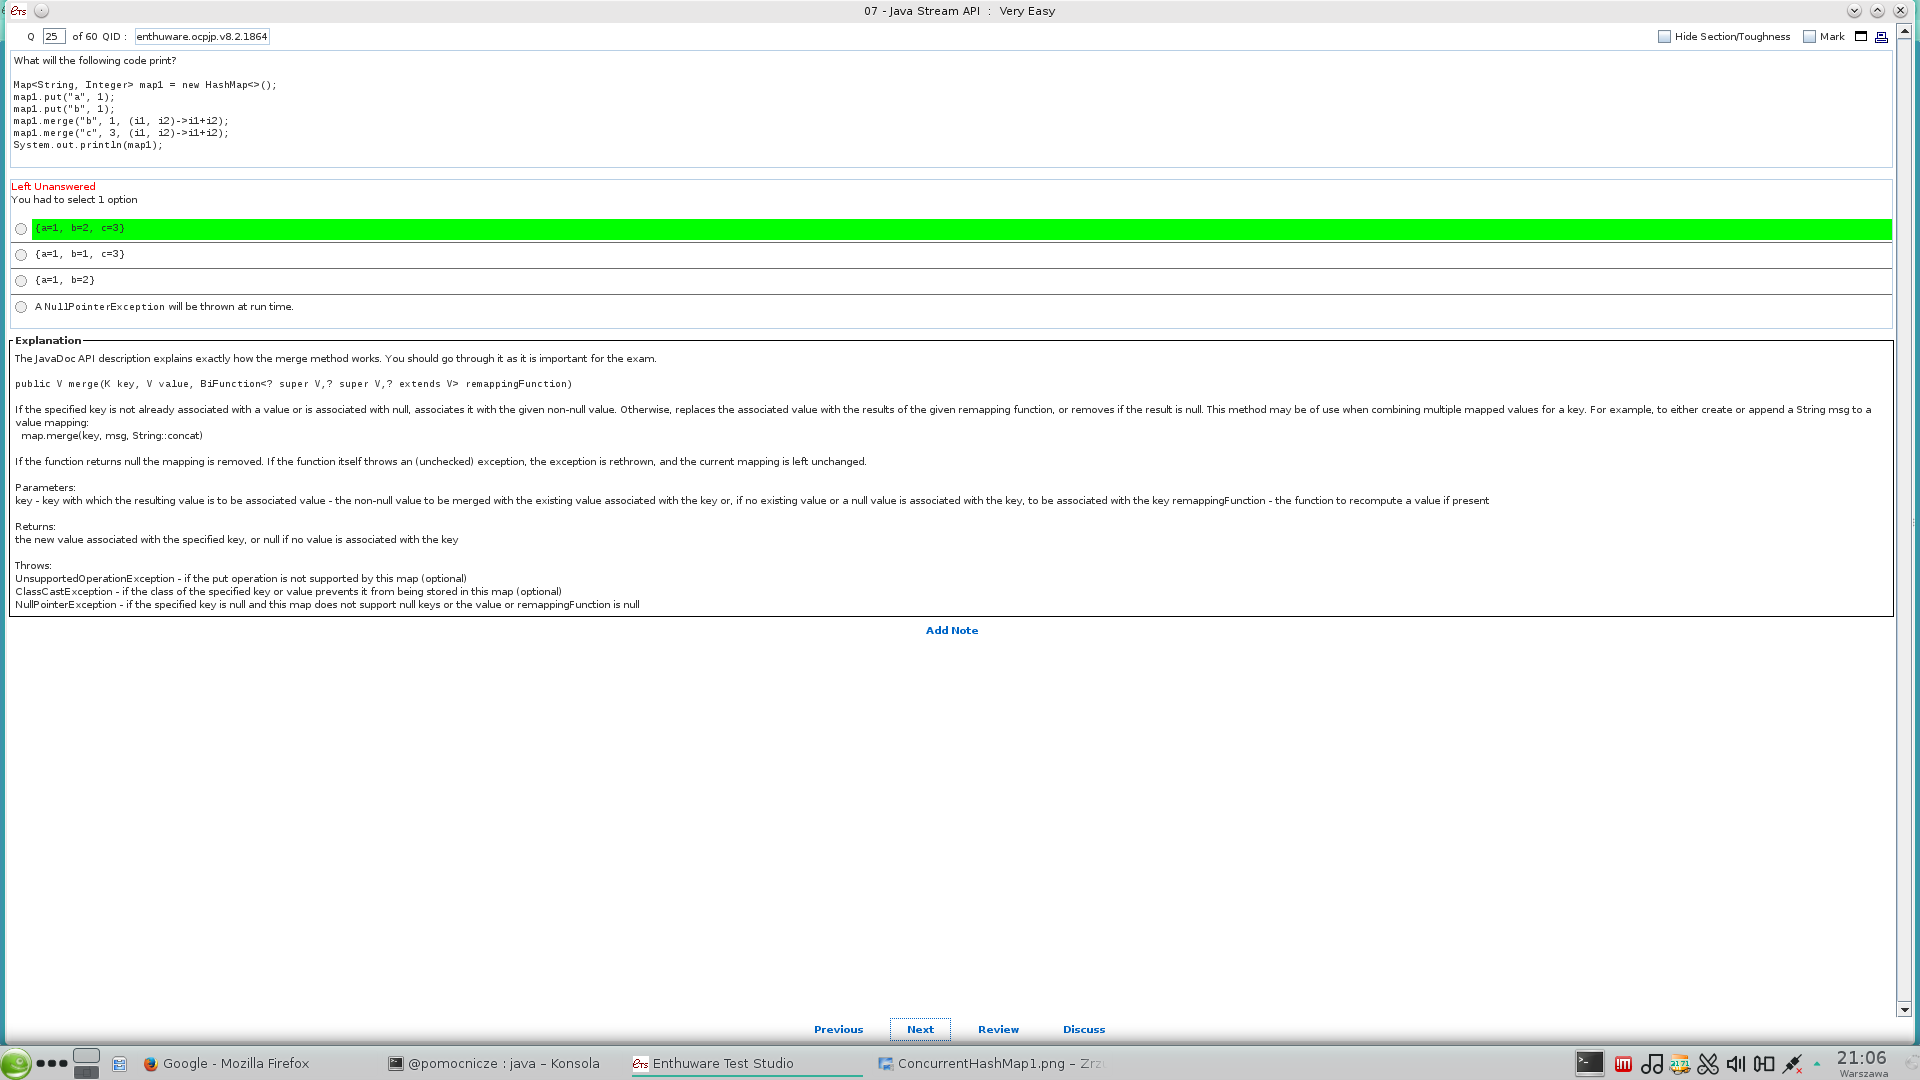 07 - Java Stream API  :  Very Easy
Q 25 of 60 QID : enthuware.ocpjp.v8.2.1864
Hide Section/Toughness Mark
What will the following code print?
Map<String, Integer> map1 = new HashMap<>();
map1.put("a", 1);
map1.put("b", 1);
map1.merge("b", 1, (i1, i2)->i1+i2);
map1.merge("c", 3, (i1, i2)->i1+i2);
System.out.println(map1);
Left Unanswered
You had to select 1 option
{a=1, b=2, c=3}
{a=1, b=1, c=3}
{a=1, b=2}
A NullPointerException will be thrown at run time.
Explanation
The JavaDoc API description explains exactly how the merge method works. You should go through it as it is important for the exam.
public V merge(K key, V value, BiFunction<? super V,? super V,? extends V> remappingFunction)
If the specified key is not already associated with a value or is associated with null, associates it with the given non-null value. Otherwise, replaces the associated value with the results of the given remapping function, or removes if the result is null. This method may be of use when combining multiple mapped values for a key. For example, to either create or append a String msg to a
value mapping:
map.merge(key, msg, String::concat)
If the function returns null the mapping is removed. If the function itself throws an (unchecked) exception, the exception is rethrown, and the current mapping is left unchanged.
Parameters:
key - key with which the resulting value is to be associated value - the non-null value to be merged with the existing value associated with the key or, if no existing value or a null value is associated with the key, to be associated with the key remappingFunction - the function to recompute a value if present
Returns:
the new value associated with the specified key, or null if no value is associated with the key
Throws:
UnsupportedOperationException - if the put operation is not supported by this map (optional)
ClassCastException - if the class of the specified key or value prevents it from being stored in this map (optional)
NullPointerException - if the specified key is null and this map does not support null keys or the value or remappingFunction is null
Add Note
Previous Next Review Discuss
Google - Mozilla Firefox @pomocnicze : java – Konsola Enthuware Test Studio ConcurrentHashMap1.png – Zrz 21:06
Warszawa